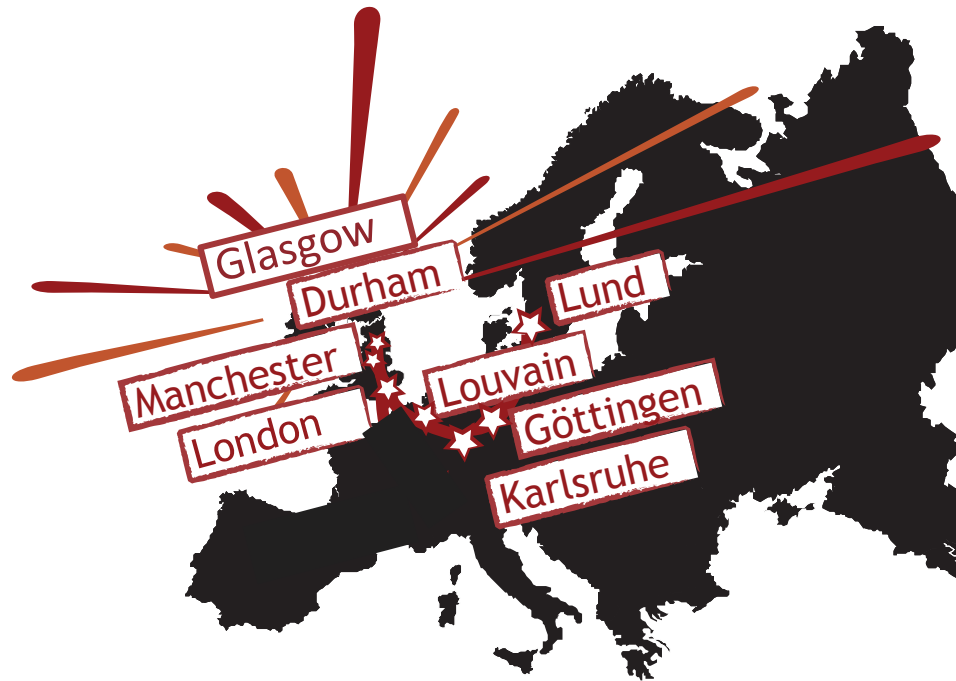 Glasgow
Durham
Lund
Manchester
Louvain
London
Göttingen
Karlsruhe